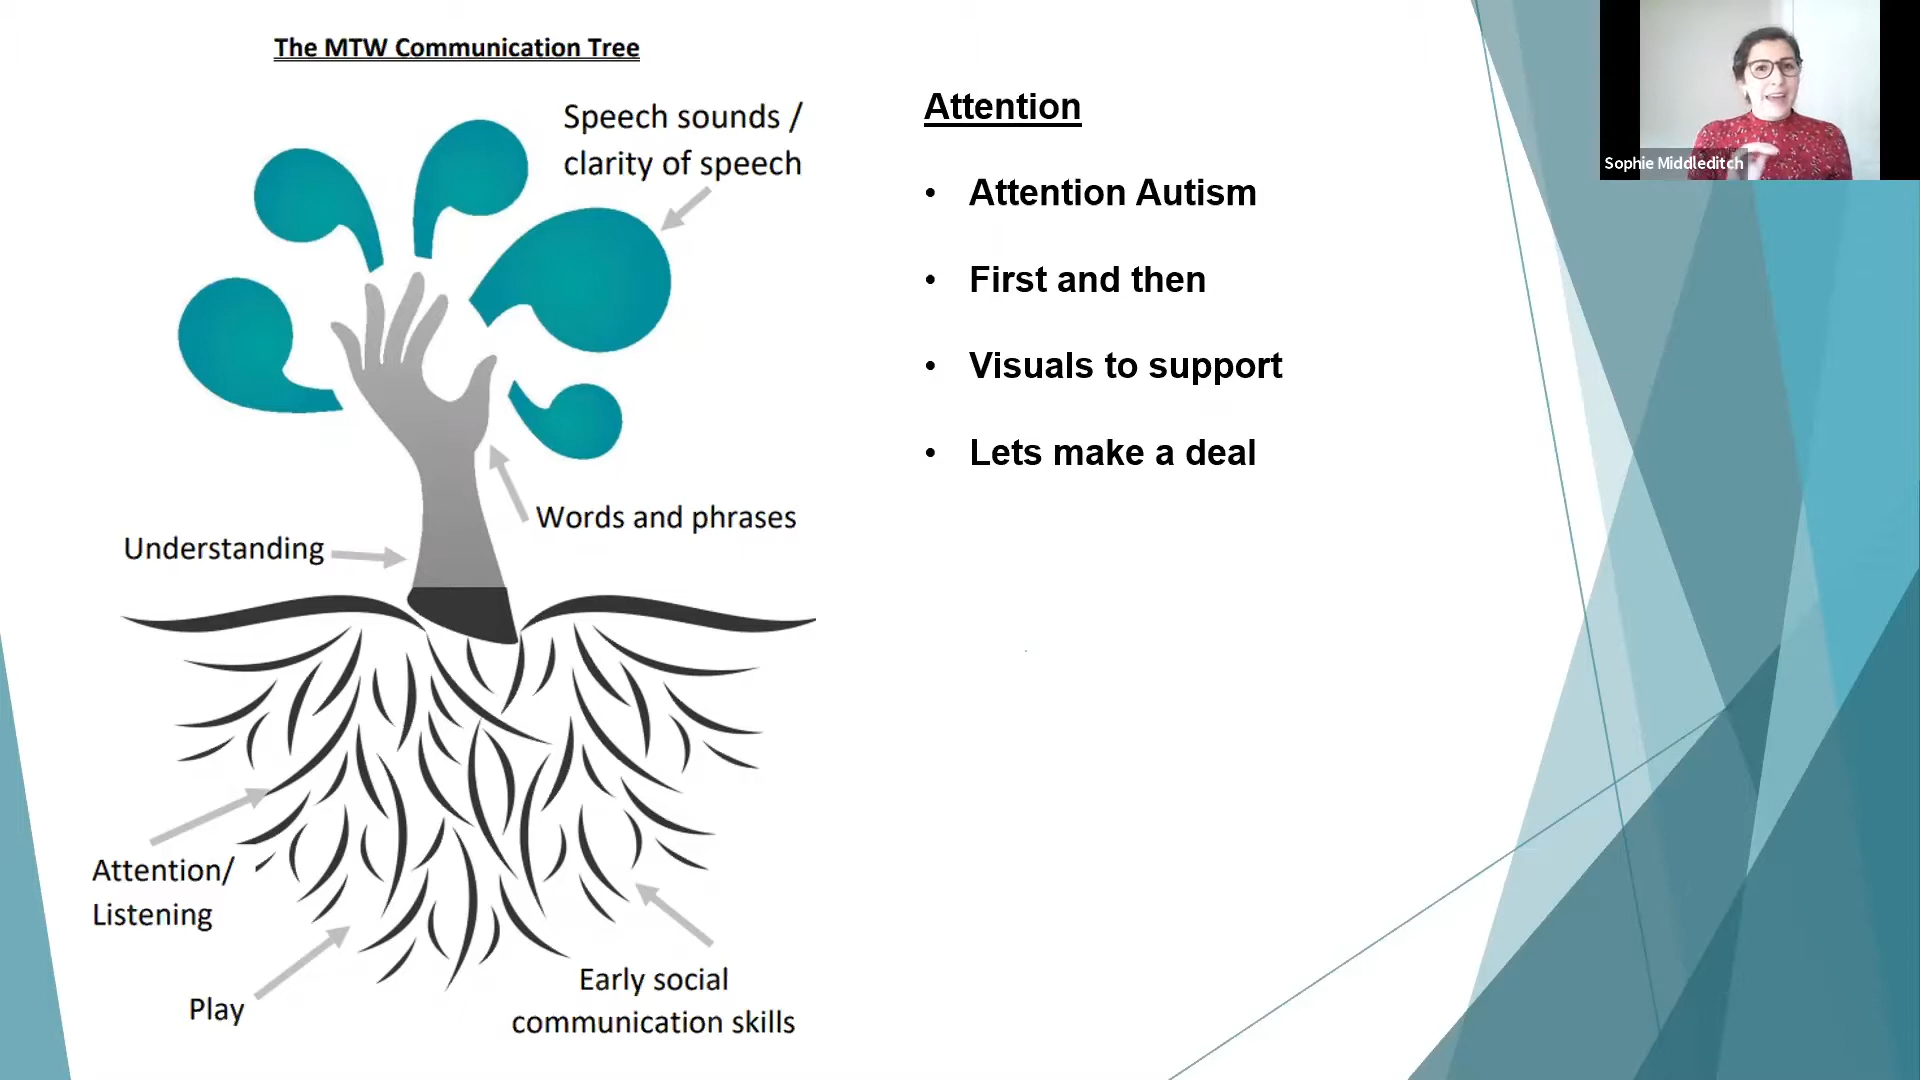 The MTW Communication Tree
Speech sounds /
clarity of speech
Words and phrases
Understanding
Attention/
Listening
Play
Early social
communication skills
Attention
• Attention Autism
• First and then
• Visuals to support
• Lets make a deal
Sophie Middleditch